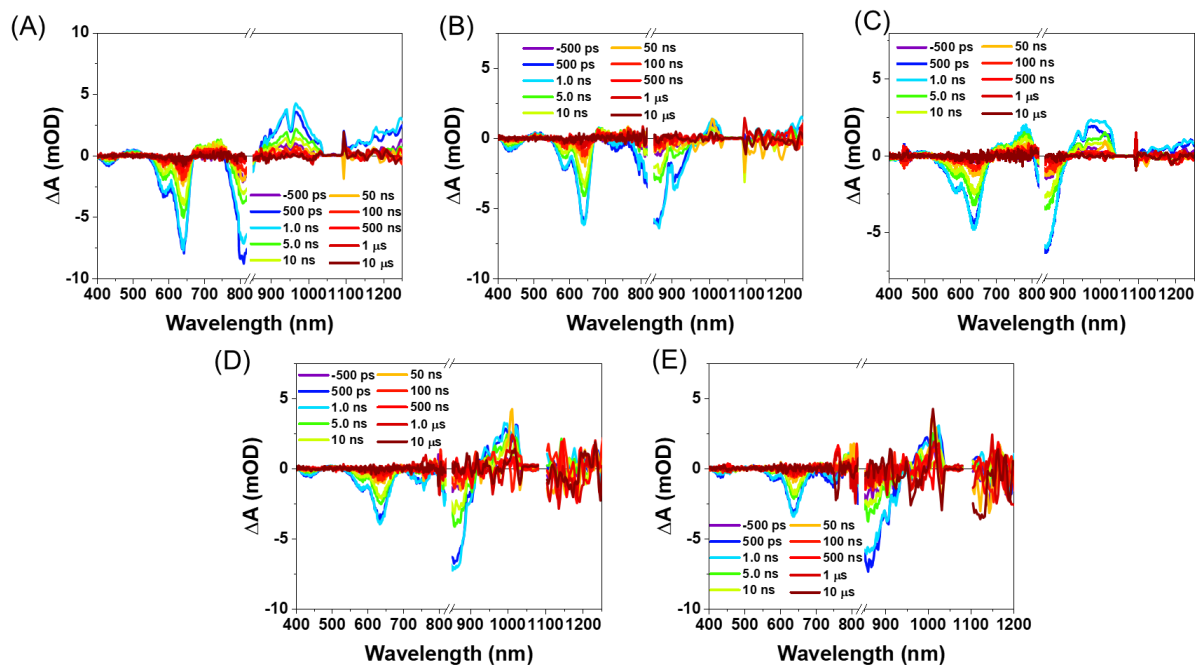 (A)
10
5
0
-5
-10
ΔA (mOD)
-500 ps
500 ps
1.0 ns
5.0 ns
10 ns
50 ns
100 ns
500 ns
1 μs
10 μs
400 500 600 700 800 900 1000 1100 1200
Wavelength (nm)
(B)
5
0
-5
-10
ΔA (mOD)
-500 ps
500 ps
1.0 ns
5.0 ns
10 ns
50 ns
100 ns
500 ns
1 μs
10 μs
400 500 600 700 800 900 1000 1100 1200
Wavelength (nm)
(C)
5
0
-5
ΔA (mOD)
-500 ps
500 ps
1.0 ns
5.0 ns
10 ns
50 ns
100 ns
500 ns
1 μs
10 μs
400 500 600 700 800 900 1000 1100 1200
Wavelength (nm)
(D)
5
0
-5
-10
ΔA (mOD)
-500 ps
500 ps
1.0 ns
5.0 ns
10 ns
50 ns
100 ns
500 ns
1.0 μs
10 μs
400 500 600 700 800 900 1000 1100 1200
Wavelength (nm)
(E)
5
0
-5
-10
ΔA (mOD)
-500 ps
500 ps
1.0 ns
5.0 ns
10 ns
50 ns
100 ns
500 ns
1 μs
10 μs
400 500 600 700 800 900 1000 1100 1200
Wavelength (nm)